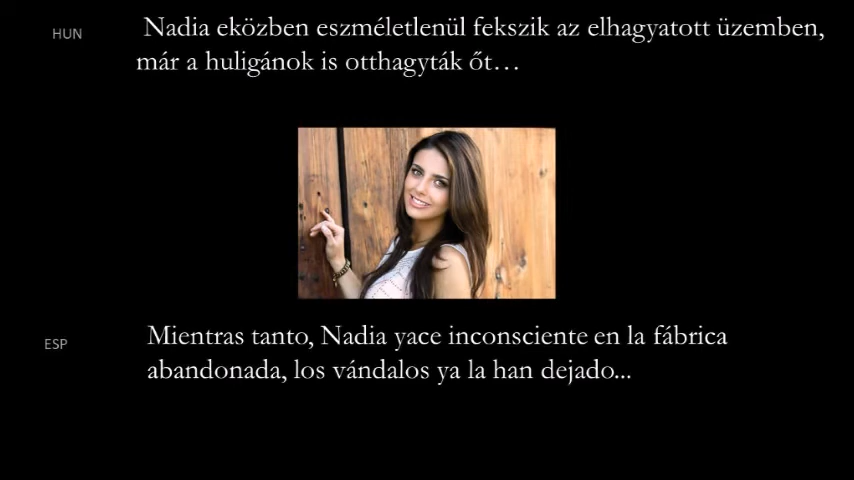 HUN
Nadia eközben eszméletlenül fekszik az elhagyatott üzemben,
már a huligánok is otthagyták őt…
ESP
Mientras tanto, Nadia yace inconsciente en la fábrica
abandonada, los vándalos ya la han dejado...